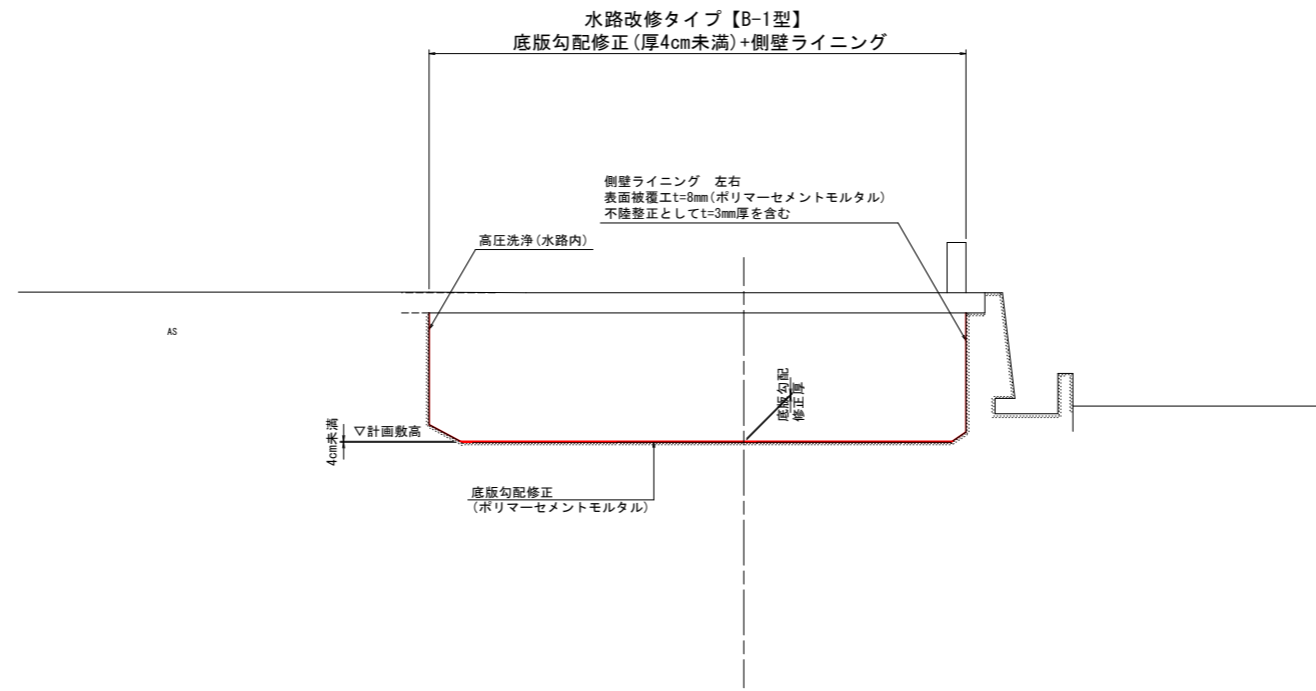 水路改修タイプ【B-1型】
底版勾配修正(厚4cm未満)+側壁ライニング
側壁ライニング　左右
表面被覆工t=8mm(ポリマーセメントモルタル)
不陸整正としてt=3mm厚を含む
高圧洗浄(水路内)
AS
底版勾配
修正厚
4cm未満
▽計画敷高
底版勾配修正
(ポリマーセメントモルタル)